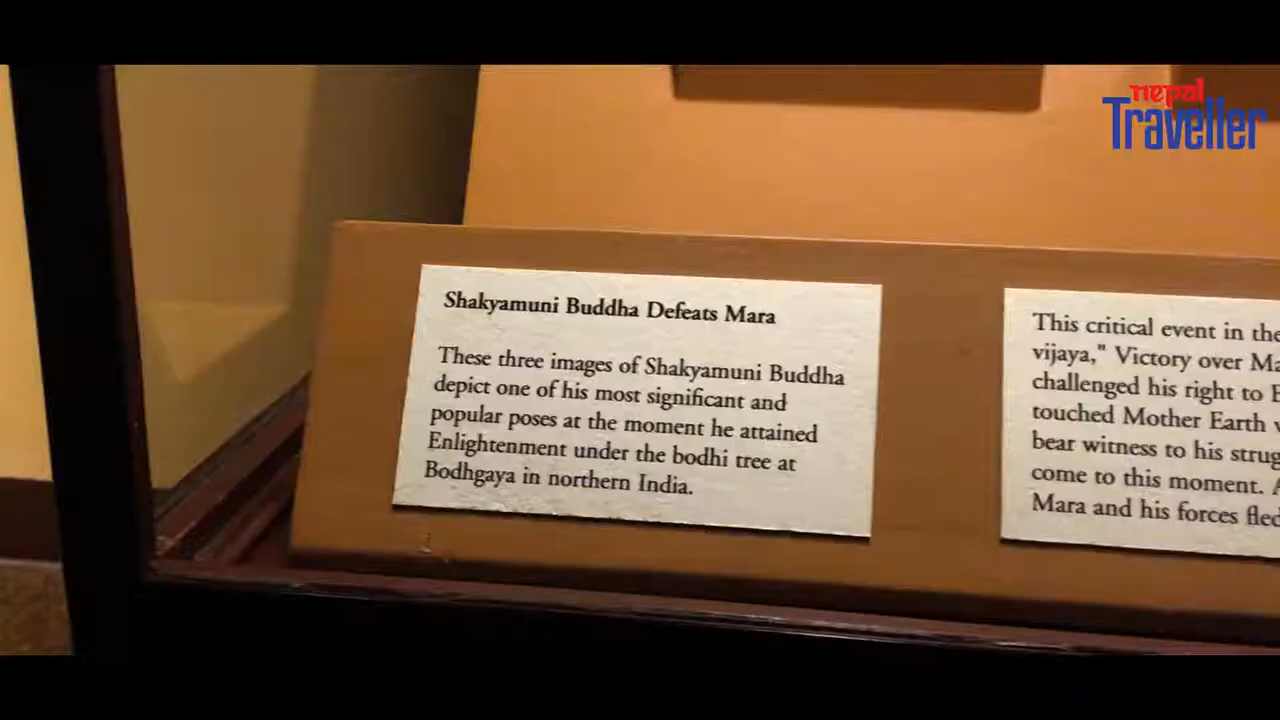 nepal
Traveller
Shakyamuni Buddha Defeats Mara
These three images of Shakyamuni Buddha
depict one of his most significant and
popular poses at the moment he attained
Enlightenment under the bodhi tree at
Bodhgaya in northern India.
This critical event in the
vijaya," Victory over
challenged his right to
touched Mother Earth
bear witness to his
come to this moment.
Mara and his forces fled